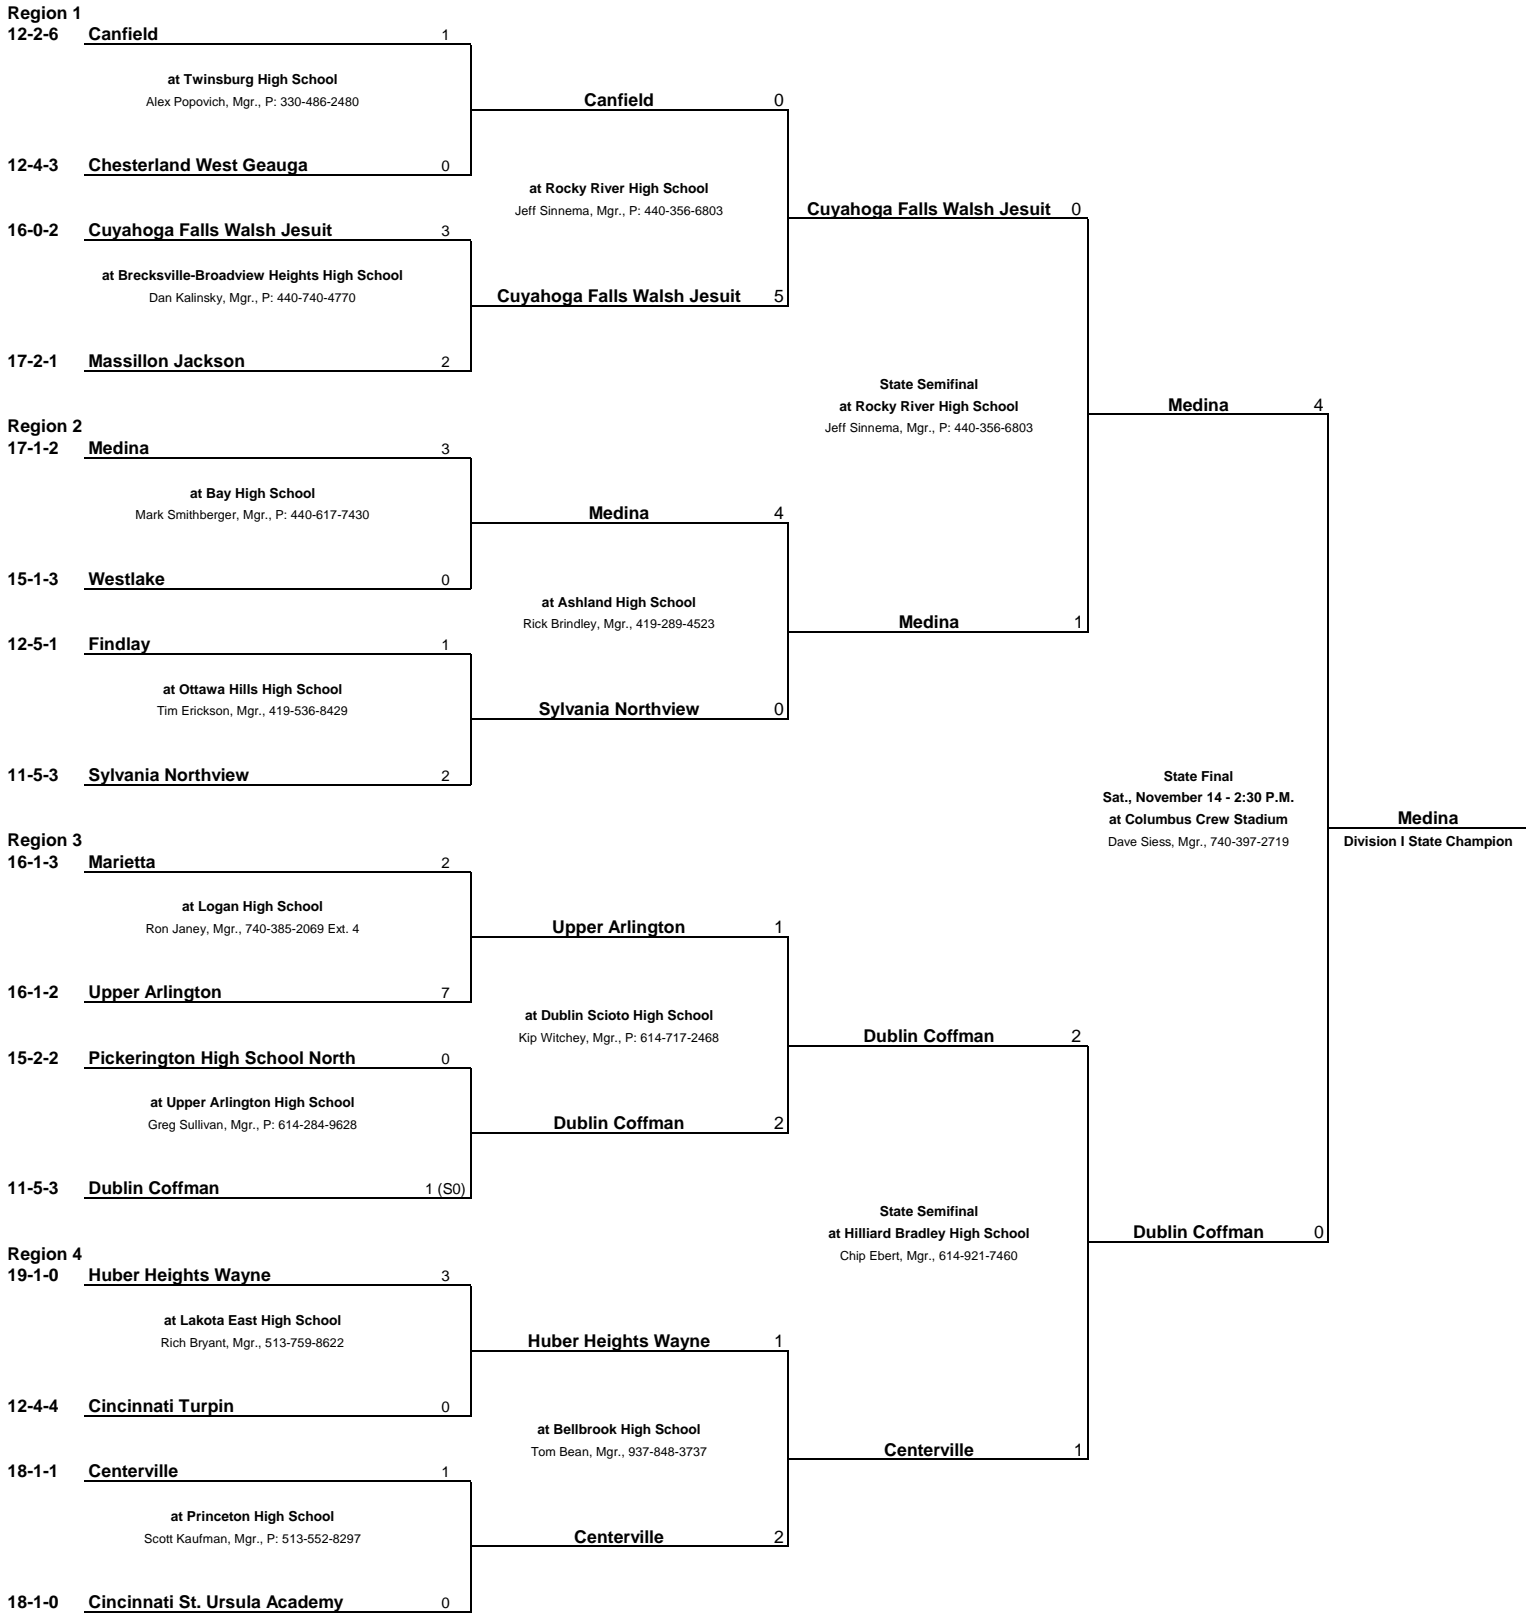 Region 1
12-2-6 Canfield 1
at Twinsburg High School
Alex Popovich, Mgr., P: 330-486-2480
Canfield 0
12-4-3 Chesterland West Geauga 0
at Rocky River High School
Jeff Sinnema, Mgr., P: 440-356-6803
Cuyahoga Falls Walsh Jesuit 0
16-0-2 Cuyahoga Falls Walsh Jesuit 3
at Brecksville-Broadview Heights High School
Dan Kalinsky, Mgr., P: 440-740-4770
Cuyahoga Falls Walsh Jesuit 5
17-2-1 Massillon Jackson 2
State Semifinal
at Rocky River High School
Jeff Sinnema, Mgr., P: 440-356-6803
Medina 4
Region 2
17-1-2 Medina 3
at Bay High School
Mark Smithberger, Mgr., P: 440-617-7430
Medina 4
15-1-3 Westlake 0
at Ashland High School
Rick Brindley, Mgr., 419-289-4523
Medina 1
12-5-1 Findlay 1
at Ottawa Hills High School
Tim Erickson, Mgr., 419-536-8429
Sylvania Northview 0
11-5-3 Sylvania Northview 2
State Final
Sat., November 14 - 2:30 P.M.
at Columbus Crew Stadium
Dave Siess, Mgr., 740-397-2719
Medina
Division I State Champion
Region 3
16-1-3 Marietta 2
at Logan High School
Ron Janey, Mgr., 740-385-2069 Ext. 4
Upper Arlington 1
16-1-2 Upper Arlington 7
at Dublin Scioto High School
Kip Witchey, Mgr., P: 614-717-2468
Dublin Coffman 2
15-2-2 Pickerington High School North 0
at Upper Arlington High School
Greg Sullivan, Mgr., P: 614-284-9628
Dublin Coffman 2
11-5-3 Dublin Coffman 1 (S0)
State Semifinal
at Hilliard Bradley High School
Chip Ebert, Mgr., 614-921-7460
Dublin Coffman 0
Region 4
19-1-0 Huber Heights Wayne 3
at Lakota East High School
Rich Bryant, Mgr., 513-759-8622
Huber Heights Wayne 1
12-4-4 Cincinnati Turpin 0
at Bellbrook High School
Tom Bean, Mgr., 937-848-3737
Centerville 1
18-1-1 Centerville 1
at Princeton High School
Scott Kaufman, Mgr., P: 513-552-8297
Centerville 2
18-1-0 Cincinnati St. Ursula Academy 0